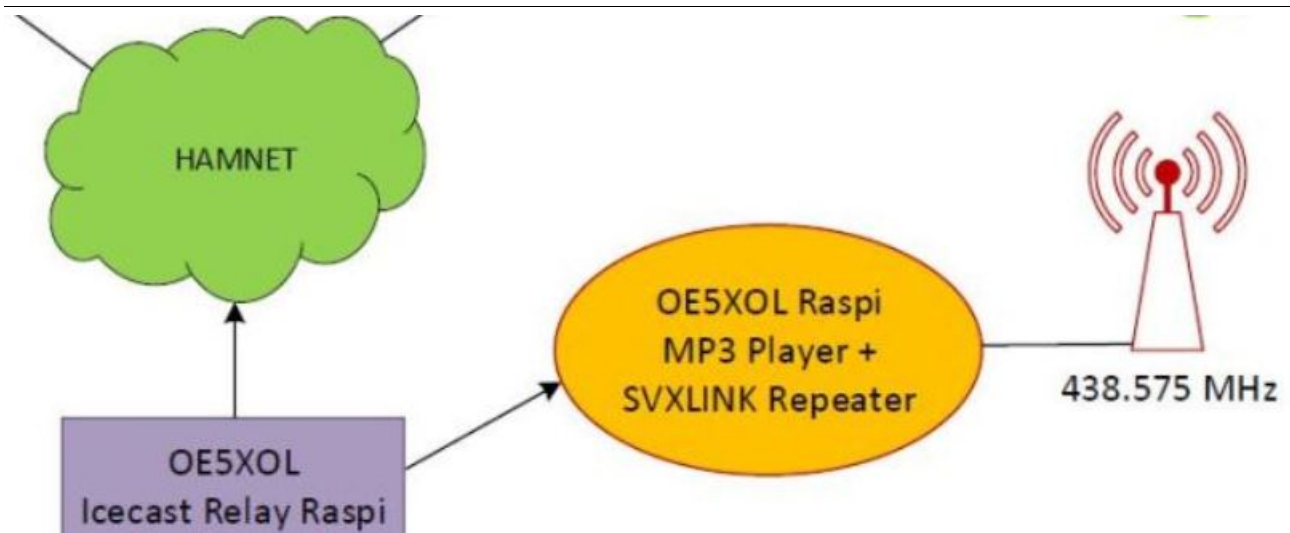 HAMNET
OE5XOL Raspi
MP3 Player +
SVXLINK Repeater
438.575 MHz
OE5XOL
Icecast Relay Raspi